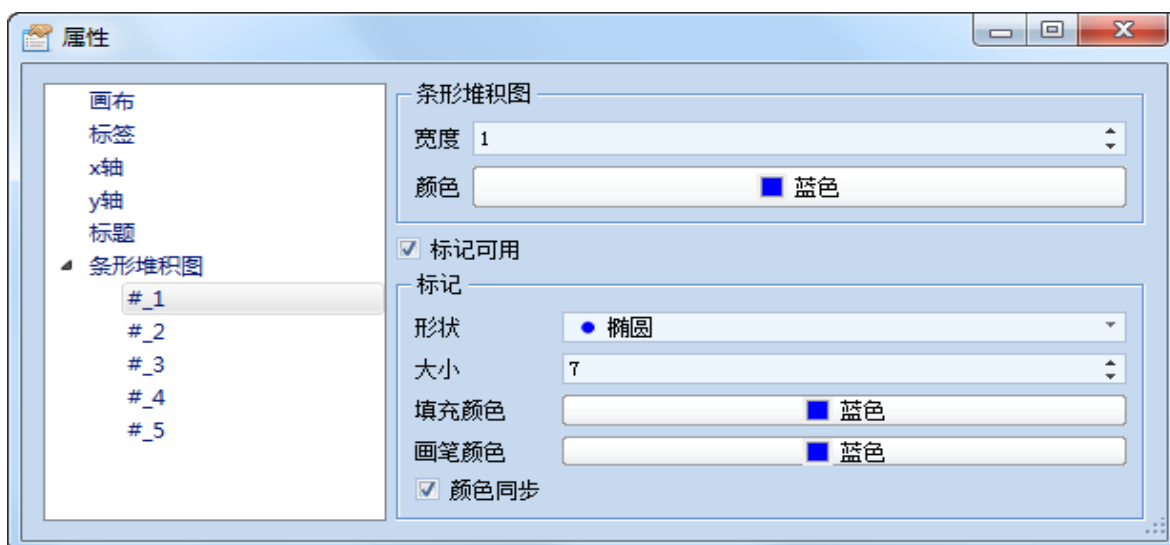 属性
画布
标签
x轴
y轴
标题
条形堆积图
#_1
#_2
#_3
#_4
#_5
条形堆积图
宽度 1
颜色 蓝色
标记可用
标记
形状 椭圆
大小 7
填充颜色 蓝色
画笔颜色 蓝色
颜色同步